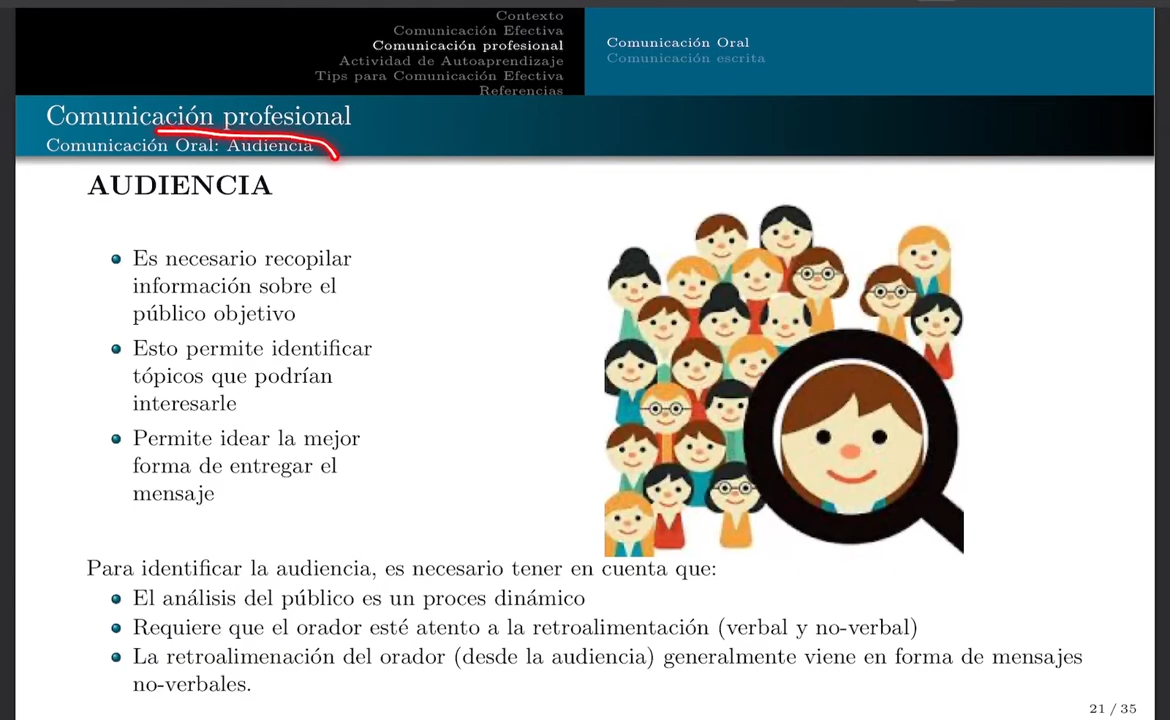 Contexto
Comunicación Efectiva
Comunicación profesional
Actividad de Autoaprendizaje
Tips para Comunicación Efectiva
Referencias
Comunicación Oral
Comunicación escrita
Comunicación profesional
Comunicación Oral: Audiencia
AUDIENCIA
Es necesario recopilar
información sobre el
público objetivo
Esto permite identificar
tópicos que podrían
interesarle
Permite idear la mejor
forma de entregar el
mensaje
Para identificar la audiencia, es necesario tener en cuenta que:
El análisis del público es un proces dinámico
Requiere que el orador esté atento a la retroalimentación (verbal y no-verbal)
La retroalimenación del orador (desde la audiencia) generalmente viene en forma de mensajes
no-verbales.
21 / 35